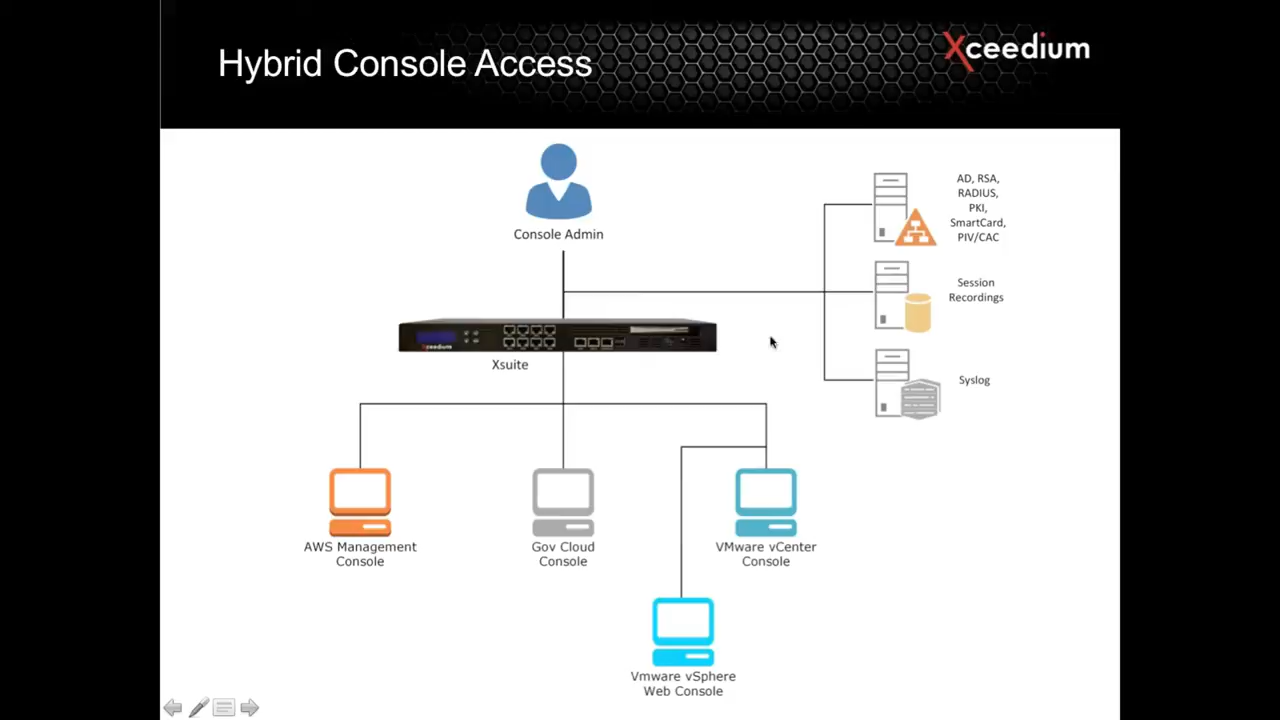 Hybrid Console Access
Xceedium
Console Admin
AD, RSA,
RADIUS,
PKI,
SmartCard,
PIV/CAC
Session
Recordings
Xceedium
Xsuite
Syslog
AWS Management
Console
Gov Cloud
Console
VMware vCenter
Console
Vmware vSphere
Web Console